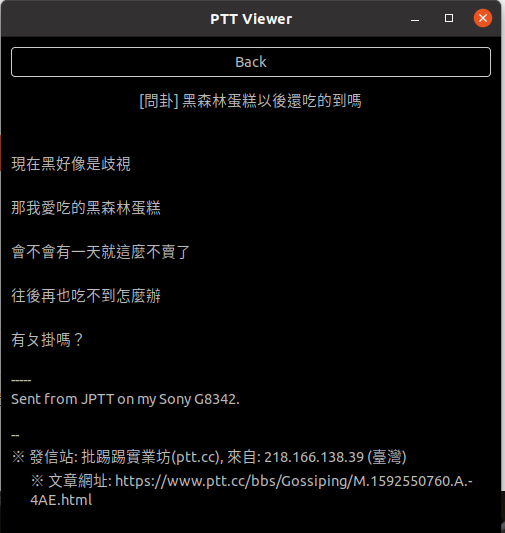 PTT Viewer
Back
[問卦] 黑森林蛋糕以後還吃的到嗎
現在黑好像是歧視
那我愛吃的黑森林蛋糕
會不會有一天就這麼不賣了
往後再也吃不到怎麼辦
有ㄆ掛嗎？
-----
Sent from JPTT on my Sony G8342.
--
※ 發信站: 批踢踢實業坊(ptt.cc), 來自: 218.166.138.39 (臺灣)
※ 文章網址: https://www.ptt.cc/bbs/Gossiping/M.1592550760.A.-
4AE.html